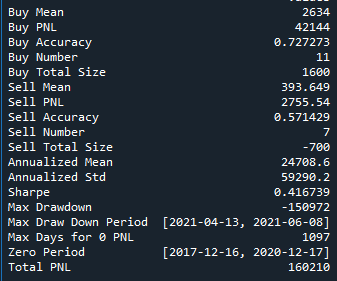 Buy Mean 2634
Buy PNL 42144
Buy Accuracy 0.727273
Buy Number 11
Buy Total Size 1600
Sell Mean 393.649
Sell PNL 2755.54
Sell Accuracy 0.571429
Sell Number 7
Sell Total Size -700
Annualized Mean 24708.6
Annualized Std 59290.2
Sharpe 0.416739
Max Drawdown -150972
Max Draw Down Period [2021-04-13, 2021-06-08]
Max Days for 0 PNL 1097
Zero Period [2017-12-16, 2020-12-17]
Total PNL 160210